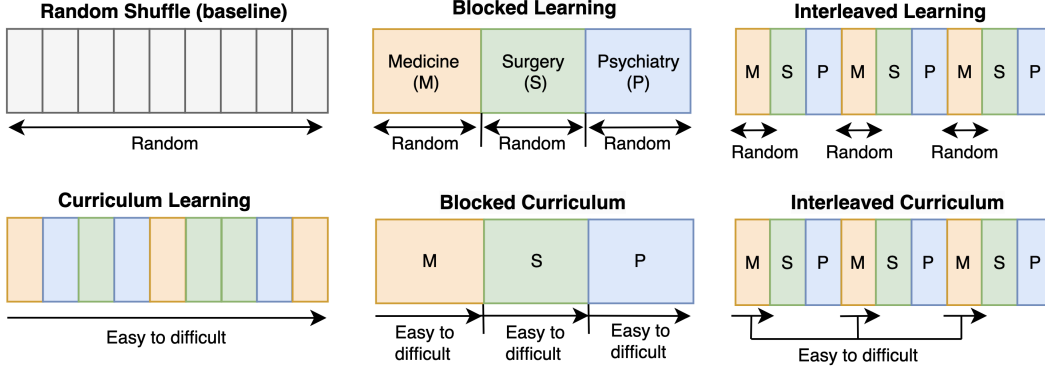 Random Shuffle (baseline)
Random
Blocked Learning
Medicine
(M)
Surgery
(S)
Psychiatry
(P)
Random
Random
Random
Interleaved Learning
M S P M S P M S P
Random
Random
Random
Curriculum Learning
Easy to difficult
Blocked Curriculum
M S P
Easy to
difficult
Easy to
difficult
Easy to
difficult
Interleaved Curriculum
M S P M S P M S P
Easy to difficult